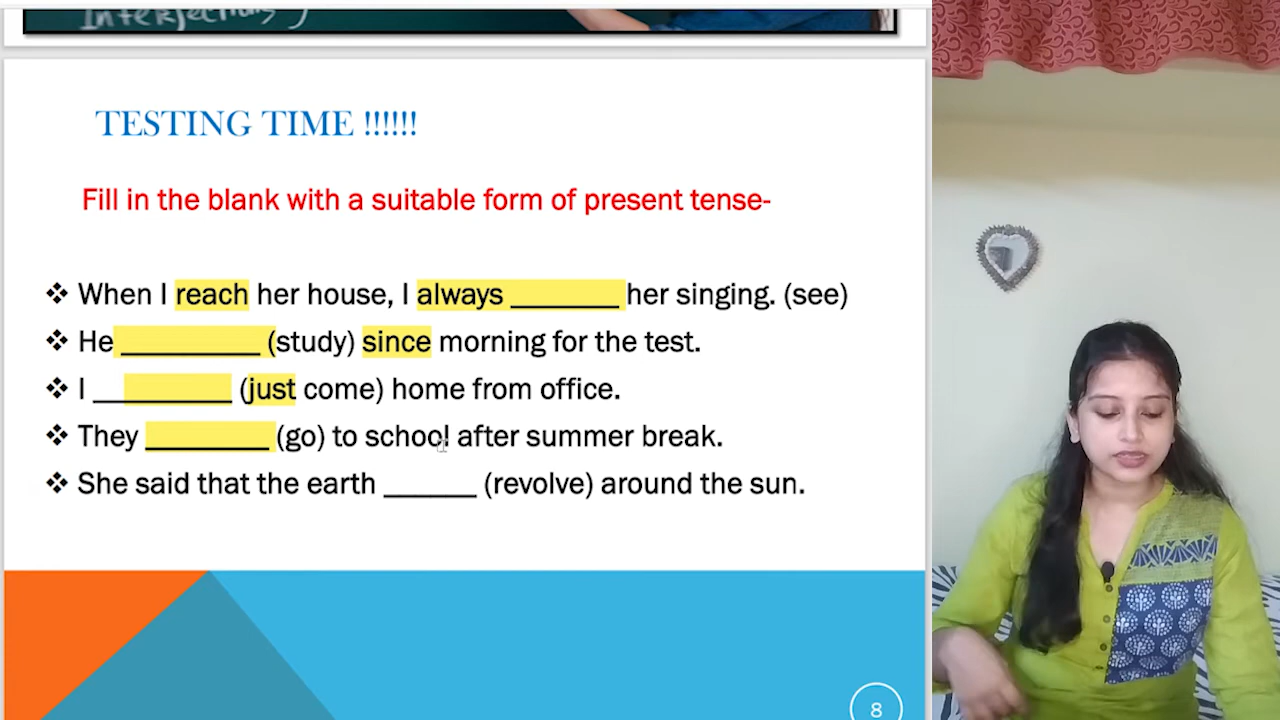 Interjections
TESTING TIME !!!!!!
Fill in the blank with a suitable form of present tense-
❖ When I reach her house, I always ________ her singing. (see)
❖ He __________ (study) since morning for the test.
❖ I __________ (just come) home from office.
❖ They _________ (go) to school after summer break.
❖ She said that the earth ______ (revolve) around the sun.
8